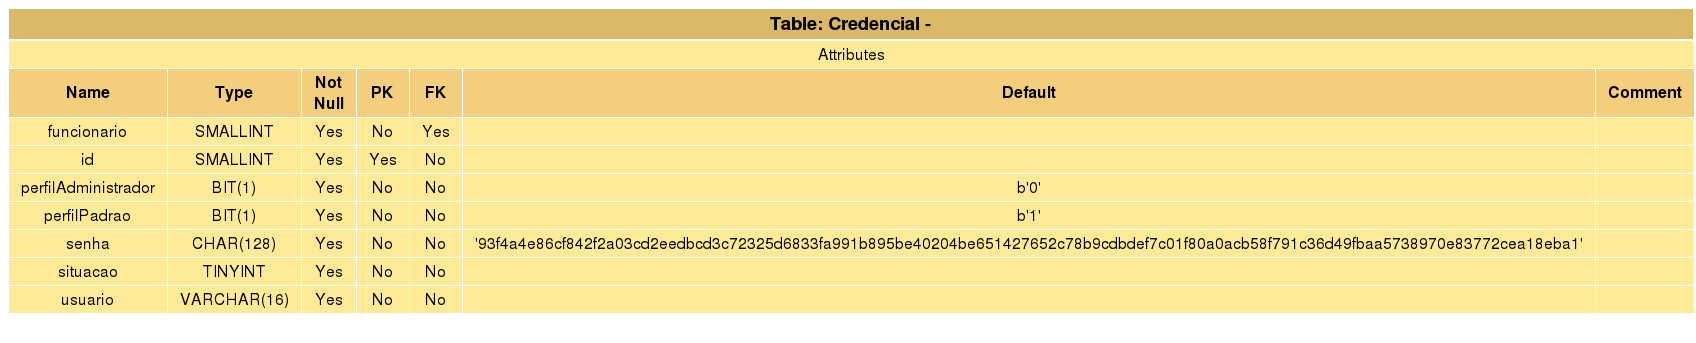 Table: Credencial -
Attributes
Name Type Not Null PK FK Default Comment
funcionario SMALLINT Yes No Yes
id SMALLINT Yes Yes No
perfilAdministrador BIT(1) Yes No No b'0'
perfilPadrao BIT(1) Yes No No b'1'
senha CHAR(128) Yes No No '93f4a4e86cf842f2a03cd2eedbcd3c72325d6833fa991b895be40204be651427652c78b9cdbdef7c01f80a0acb58f791c36d49fbaa5738970e83772cea18eba1'
situacao TINYINT Yes No No
usuario VARCHAR(16) Yes No No